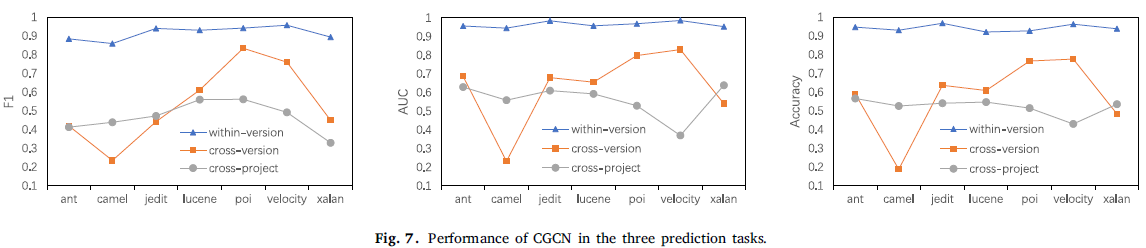 F1
1
0.9
0.8
0.7
0.6
0.5
0.4
0.3
0.2
0.1
within-version
cross-version
cross-project
ant camel jedit lucene poi velocity xalan
AUC
1
0.9
0.8
0.7
0.6
0.5
0.4
0.3
0.2
0.1
within-version
cross-version
cross-project
ant camel jedit lucene poi velocity xalan
Accuracy
1
0.9
0.8
0.7
0.6
0.5
0.4
0.3
0.2
0.1
within-version
cross-version
cross-project
ant camel jedit lucene poi velocity xalan
Fig. 7. Performance of CGCN in the three prediction tasks.